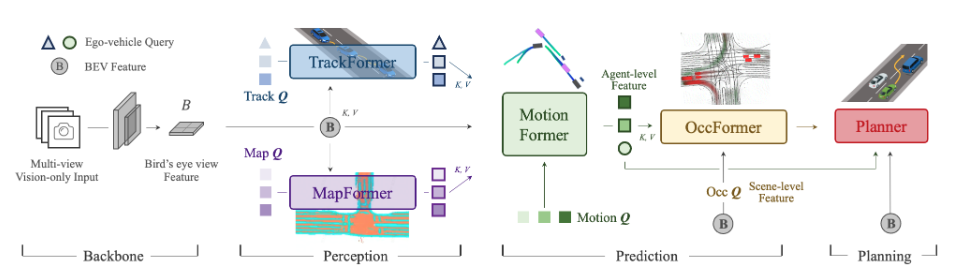 Ego-vehicle Query
B BEV Feature
B
Multi-view
Vision-only Input
Bird's eye view
Feature
Backbone
TrackFormer
Track Q
K, V
K, V
B
Map Q
K, V
MapFormer
Perception
Motion
Former
Agent-level
Feature
K, V
OccFormer
Occ Q
Scene-level
Feature
B
Motion Q
Prediction
Planner
B
Planning